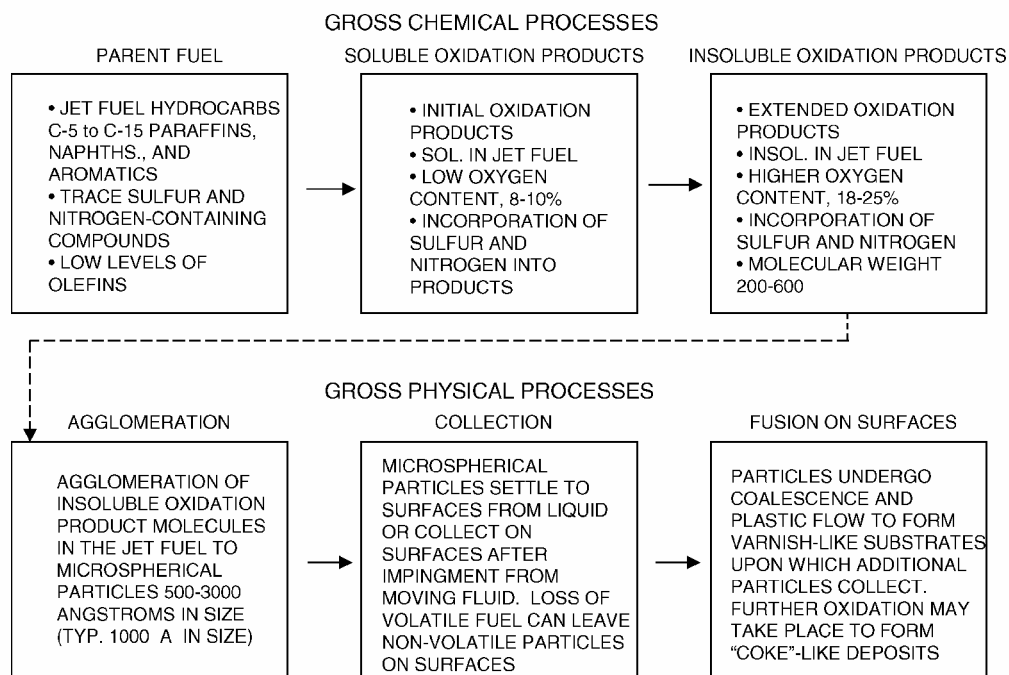 GROSS CHEMICAL PROCESSES
PARENT FUEL
• JET FUEL HYDROCARBS
C-5 to C-15 PARAFFINS,
NAPHTHS., AND
AROMATICS
• TRACE SULFUR AND
NITROGEN-CONTAINING
COMPOUNDS
• LOW LEVELS OF
OLEFINS
SOLUBLE OXIDATION PRODUCTS
• INITIAL OXIDATION
PRODUCTS
• SOL. IN JET FUEL
• LOW OXYGEN
CONTENT, 8-10%
• INCORPORATION OF
SULFUR AND
NITROGEN INTO
PRODUCTS
INSOLUBLE OXIDATION PRODUCTS
• EXTENDED OXIDATION
PRODUCTS
• INSOL. IN JET FUEL
• HIGHER OXYGEN
CONTENT, 18-25%
• INCORPORATION OF
SULFUR AND NITROGEN
• MOLECULAR WEIGHT
200-600
GROSS PHYSICAL PROCESSES
AGGLOMERATION
AGGLOMERATION OF
INSOLUBLE OXIDATION
PRODUCT MOLECULES
IN THE JET FUEL TO
MICROSPHERICAL
PARTICLES 500-3000
ANGSTROMS IN SIZE
(TYP. 1000 A IN SIZE)
COLLECTION
MICROSPHERICAL
PARTICLES SETTLE TO
SURFACES FROM LIQUID
OR COLLECT ON
SURFACES AFTER
IMPINGMENT FROM
MOVING FLUID. LOSS OF
VOLATILE FUEL CAN LEAVE
NON-VOLATILE PARTICLES
ON SURFACES
FUSION ON SURFACES
PARTICLES UNDERGO
COALESCENCE AND
PLASTIC FLOW TO FORM
VARNISH-LIKE SUBSTRATES
UPON WHICH ADDITIONAL
PARTICLES COLLECT.
FURTHER OXIDATION MAY
TAKE PLACE TO FORM
“COKE”-LIKE DEPOSITS